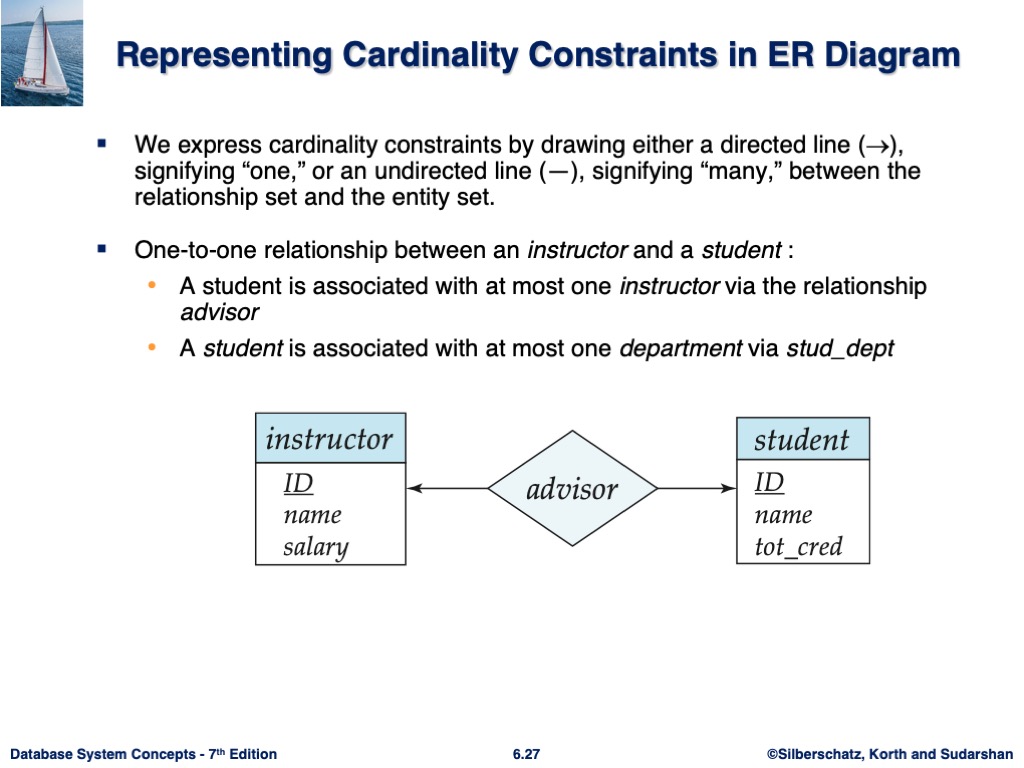 Representing Cardinality Constraints in ER Diagram
▪ We express cardinality constraints by drawing either a directed line (→),
signifying “one,” or an undirected line (—), signifying “many,” between the
relationship set and the entity set.
▪ One-to-one relationship between an instructor and a student :
• A student is associated with at most one instructor via the relationship
advisor
• A student is associated with at most one department via stud_dept
instructor
ID
name
salary
advisor
student
ID
name
tot_cred
Database System Concepts - 7th Edition
6.27
©Silberschatz, Korth and Sudarshan